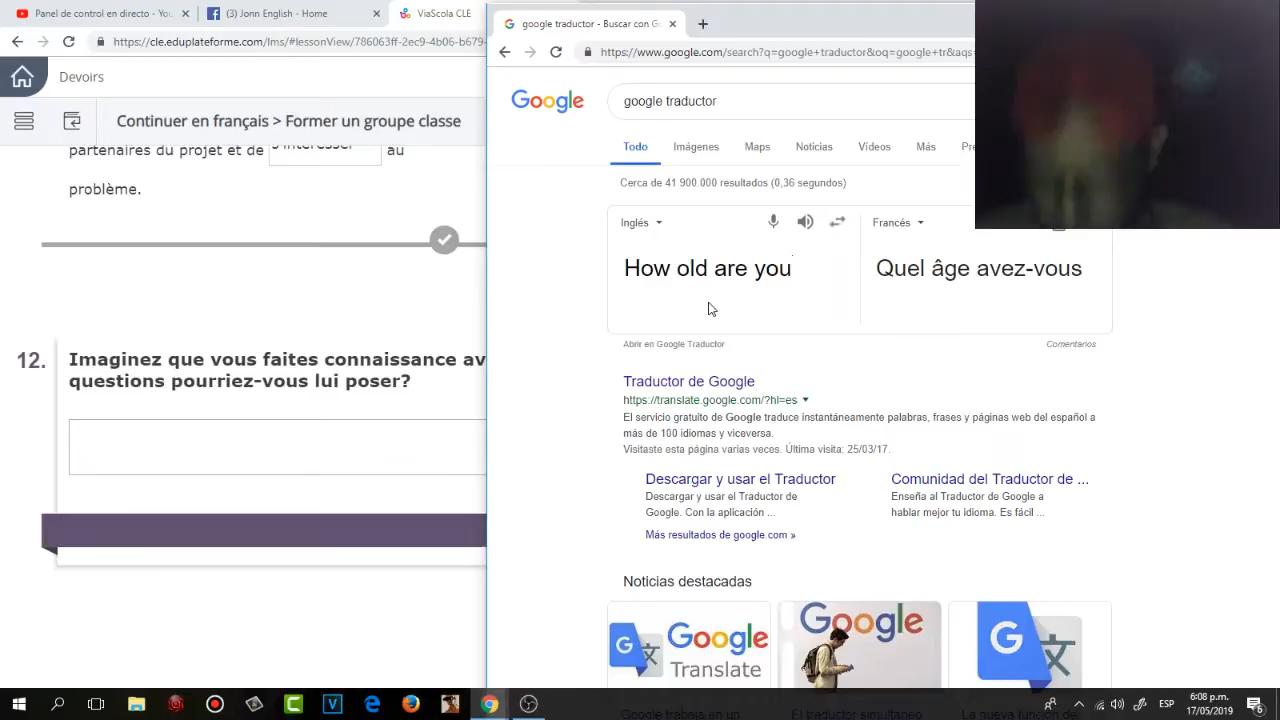 Panel de control en directo - You
(3) Jonn English - Home
ViaScola CLE
https://cle.eduplateforme.com/lms/#lessonView/786063ff-2ec9-4b06-b679-
Devoirs
Continuer en français > Former un groupe classe
partenaires du projet et de s'intéresser au
problème.
12. Imaginez que vous faites connaissance av
questions pourriez-vous lui poser?
google traductor - Buscar con Go
https://www.google.com/search?q=google+traductor&oq=google+tr&aqs=
Google
google traductor
Todo Imágenes Maps Noticias Vídeos Más Pre
Cerca de 41 900.000 resultados (0,36 segundos)
Inglés Francés
How old are you Quel âge avez-vous
Abrir en Google Traductor Comentarios
Traductor de Google
https://translate.google.com/?hl=es
El servicio gratuito de Google traduce instantáneamente palabras, frases y páginas web del español a
más de 100 idiomas y viceversa.
Visitaste esta página varias veces. Última visita: 25/03/17.
Descargar y usar el Traductor
Descargar y usar el Traductor de
Google. Con la aplicación ...
Comunidad del Traductor de ...
Enseña al Traductor de Google a
hablar mejor tu idioma. Es fácil ...
Más resultados de google.com »
Noticias destacadas
G 文 Google
Translate
Google
G 文
ESP
6:08 p.m.
17/05/2019
6